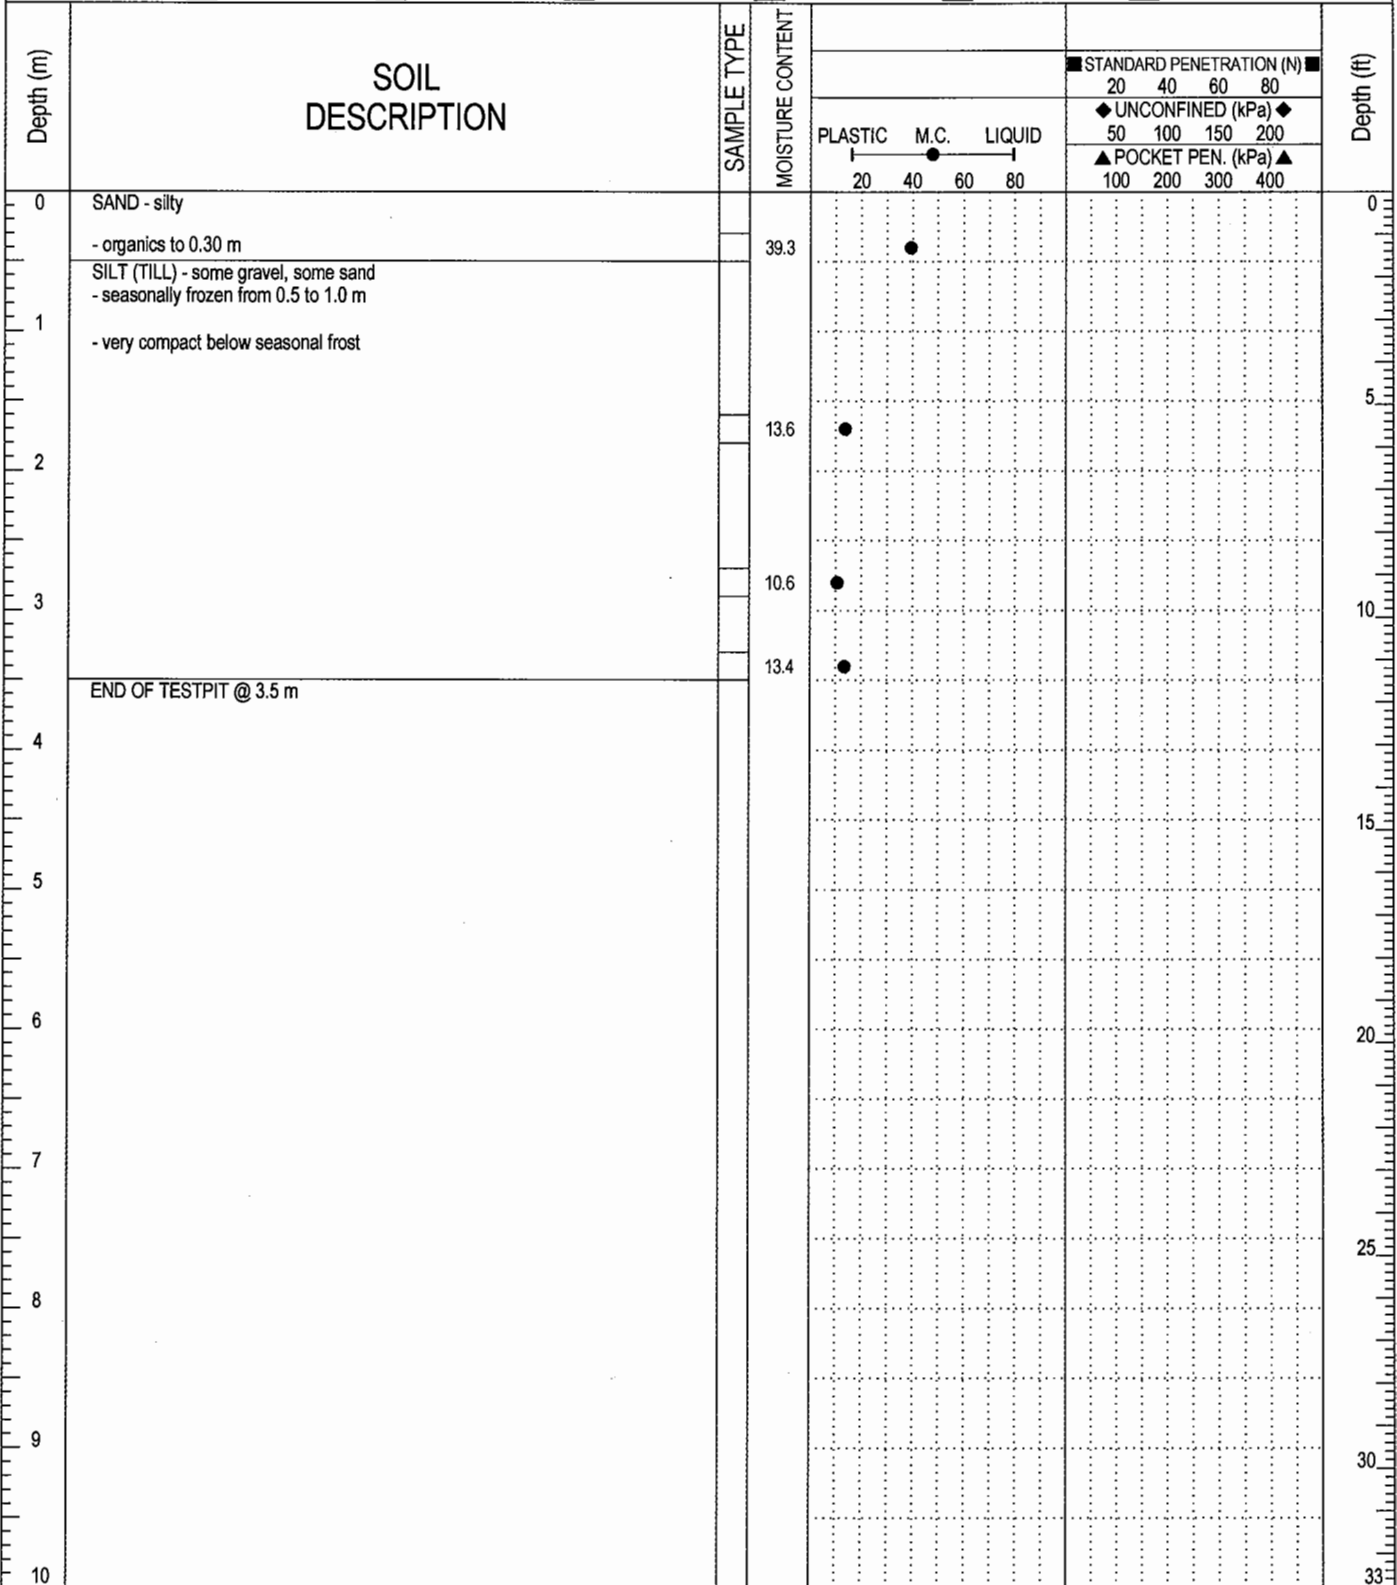 Depth (m)
SOIL
DESCRIPTION
SAMPLE TYPE
MOISTURE CONTENT
PLASTIC M.C. LIQUID
20 40 60 80
■ STANDARD PENETRATION (N) ■
20 40 60 80
◆ UNCONFINED (kPa) ◆
50 100 150 200
▲ POCKET PEN. (kPa) ▲
100 200 300 400
Depth (ft)
0 SAND - silty 0
- organics to 0.30 m 39.3
SILT (TILL) - some gravel, some sand
- seasonally frozen from 0.5 to 1.0 m
1
- very compact below seasonal frost
5
13.6
2
10.6
3 10
13.4
END OF TESTPIT @ 3.5 m
4
15
5
6
20
7
25
8
9
30
10 33